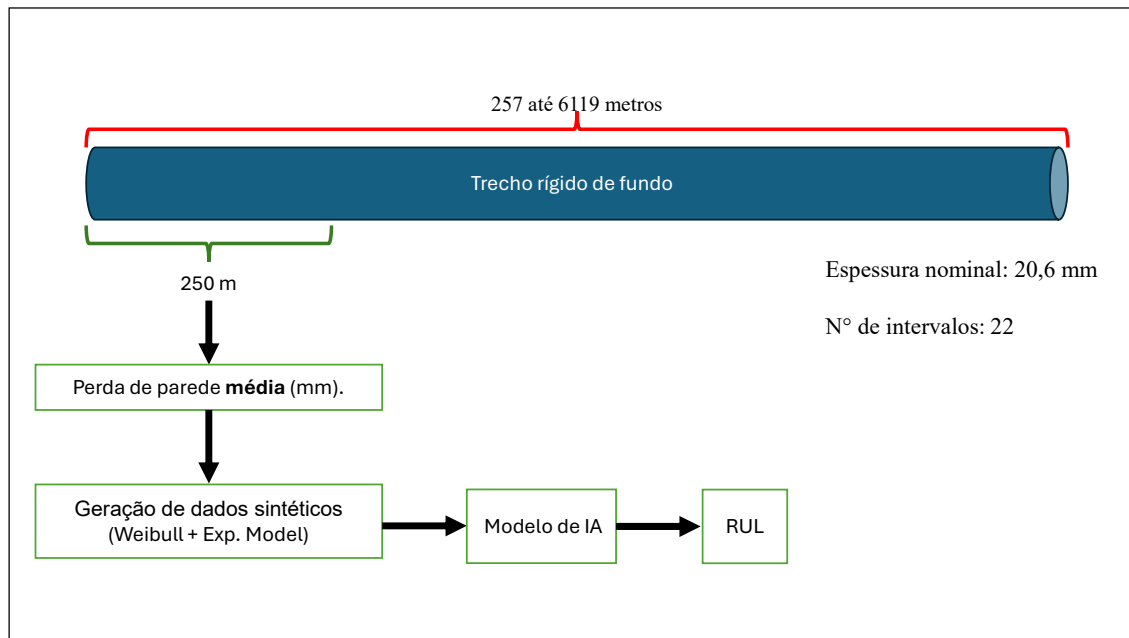 257 até 6119 metros
Trecho rígido de fundo
250 m
Espessura nominal: 20,6 mm
N° de intervalos: 22
Perda de parede média (mm).
Geração de dados sintéticos
(Weibull + Exp. Model)
Modelo de IA
RUL